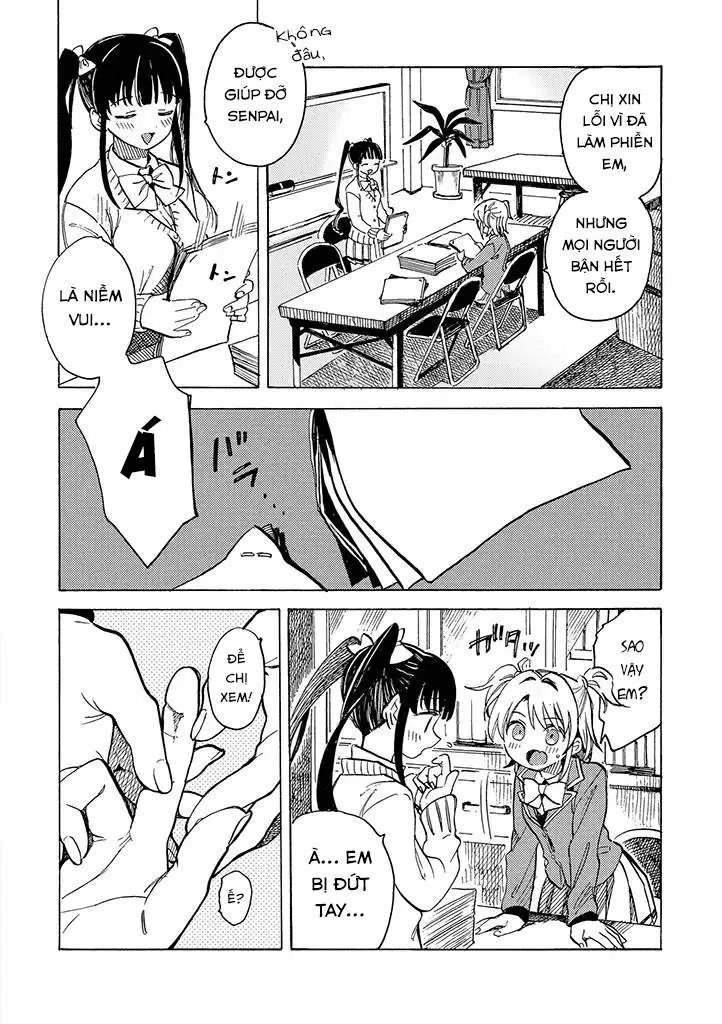 CHỊ XIN
LỖI VÌ ĐÃ
LÀM PHIỀN
EM,
NHƯNG
MỌI NGƯỜI
BẬN HẾT
RỒI.
Không
đâu,
ĐƯỢC
GIÚP ĐỠ
SENPAI,
トン
トン
LÀ NIỀM
VUI...
Á
SAO
VẬY
EM?
ガタッ
À... EM
BỊ ĐỨT
TAY...
ĐỂ
CHỊ
XEM!
Ế?